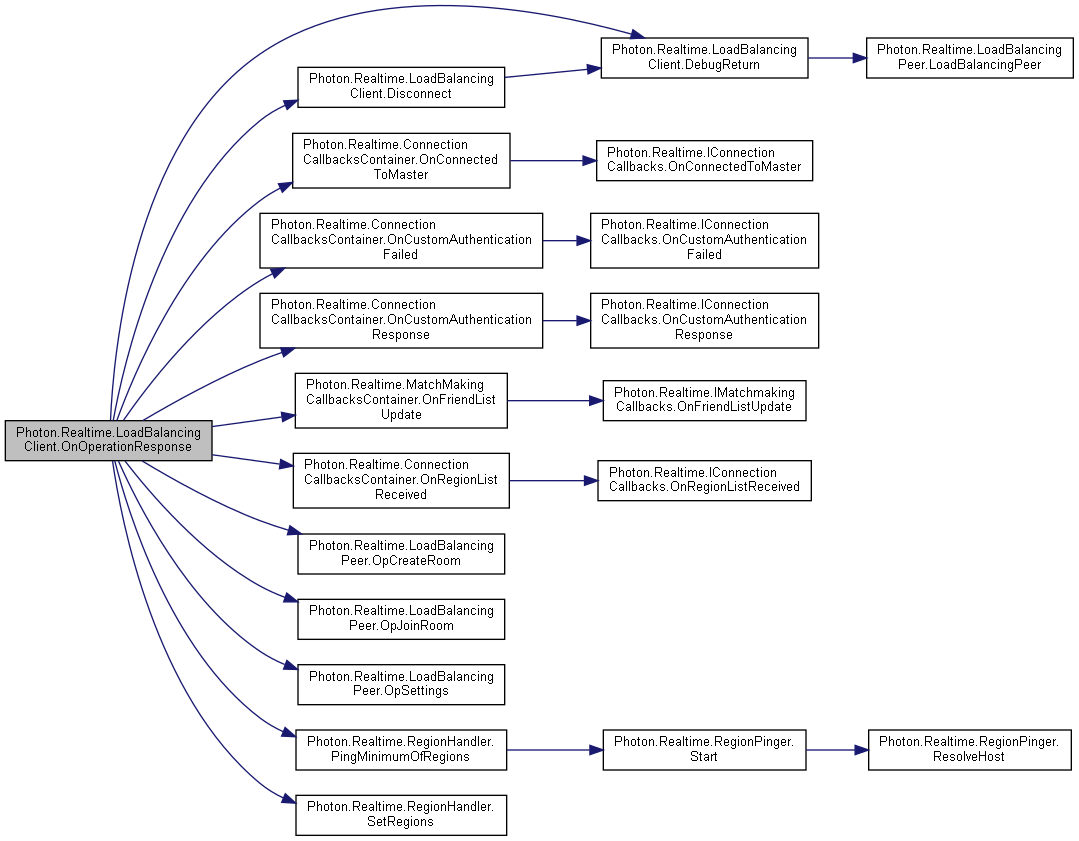 Photon.Realtime.LoadBalancing
Client.OnOperationResponse
Photon.Realtime.LoadBalancing
Client.DebugReturn
Photon.Realtime.LoadBalancing
Peer.LoadBalancingPeer
Photon.Realtime.LoadBalancing
Client.Disconnect
Photon.Realtime.Connection
CallbacksContainer.OnConnected
ToMaster
Photon.Realtime.IConnection
Callbacks.OnConnectedToMaster
Photon.Realtime.Connection
CallbacksContainer.OnCustomAuthentication
Failed
Photon.Realtime.IConnection
Callbacks.OnCustomAuthentication
Failed
Photon.Realtime.Connection
CallbacksContainer.OnCustomAuthentication
Response
Photon.Realtime.IConnection
Callbacks.OnCustomAuthentication
Response
Photon.Realtime.MatchMaking
CallbacksContainer.OnFriendList
Update
Photon.Realtime.IMatchmaking
Callbacks.OnFriendListUpdate
Photon.Realtime.Connection
CallbacksContainer.OnRegionList
Received
Photon.Realtime.IConnection
Callbacks.OnRegionListReceived
Photon.Realtime.LoadBalancing
Peer.OpCreateRoom
Photon.Realtime.LoadBalancing
Peer.OpJoinRoom
Photon.Realtime.LoadBalancing
Peer.OpSettings
Photon.Realtime.RegionHandler.
PingMinimumOfRegions
Photon.Realtime.RegionPinger.
Start
Photon.Realtime.RegionPinger.
ResolveHost
Photon.Realtime.RegionHandler.
SetRegions